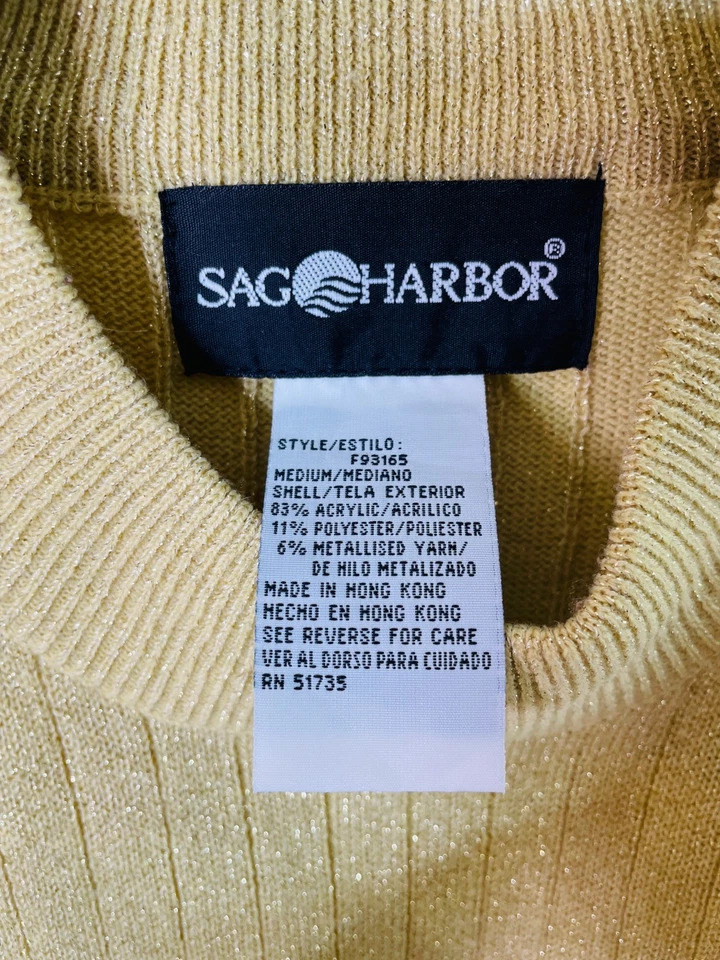 SAG HARBOR®
STYLE/ESTILO:
F93165
MEDIUM/MEDIANO
SHELL/TELA EXTERIOR
83% ACRYLIC/ACRILICO
11% POLYESTER/POLIESTER
6% METALLISED YARN/
DE HILO METALIZADO
MADE IN HONG KONG
HECHO EN HONG KONG
SEE REVERSE FOR CARE
VER AL DORSO PARA CUIDADO
RN 51735